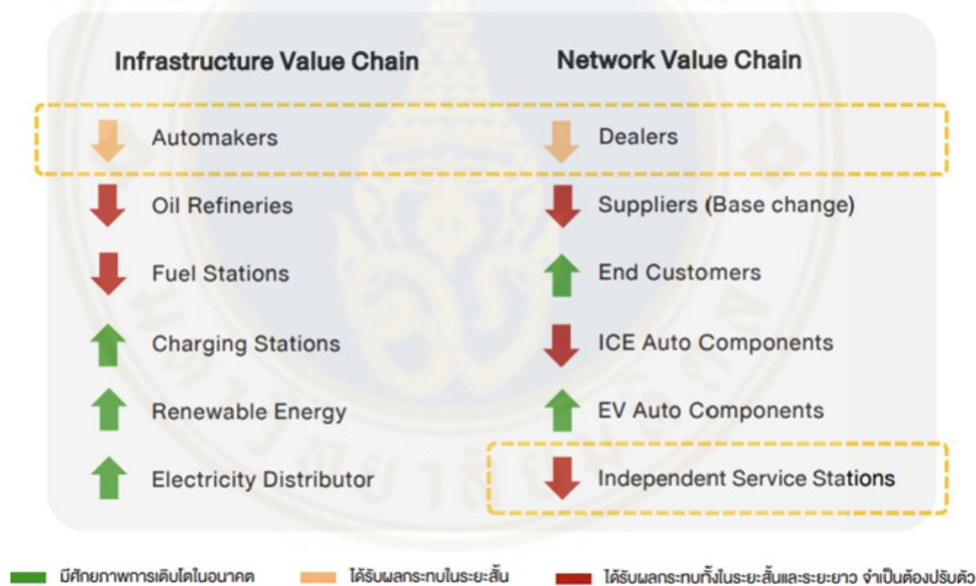 Infrastructure Value Chain
Network Value Chain
Automakers
Dealers
Oil Refineries
Suppliers (Base change)
Fuel Stations
End Customers
Charging Stations
ICE Auto Components
Renewable Energy
EV Auto Components
Electricity Distributor
Independent Service Stations
มีศักยภาพการเติบโตในอนาคต
ได้รับผลกระทบในระยะสั้น
ได้รับผลกระทบทั้งในระยะสั้นและระยะยาว จำเป็นต้องปรับตัว